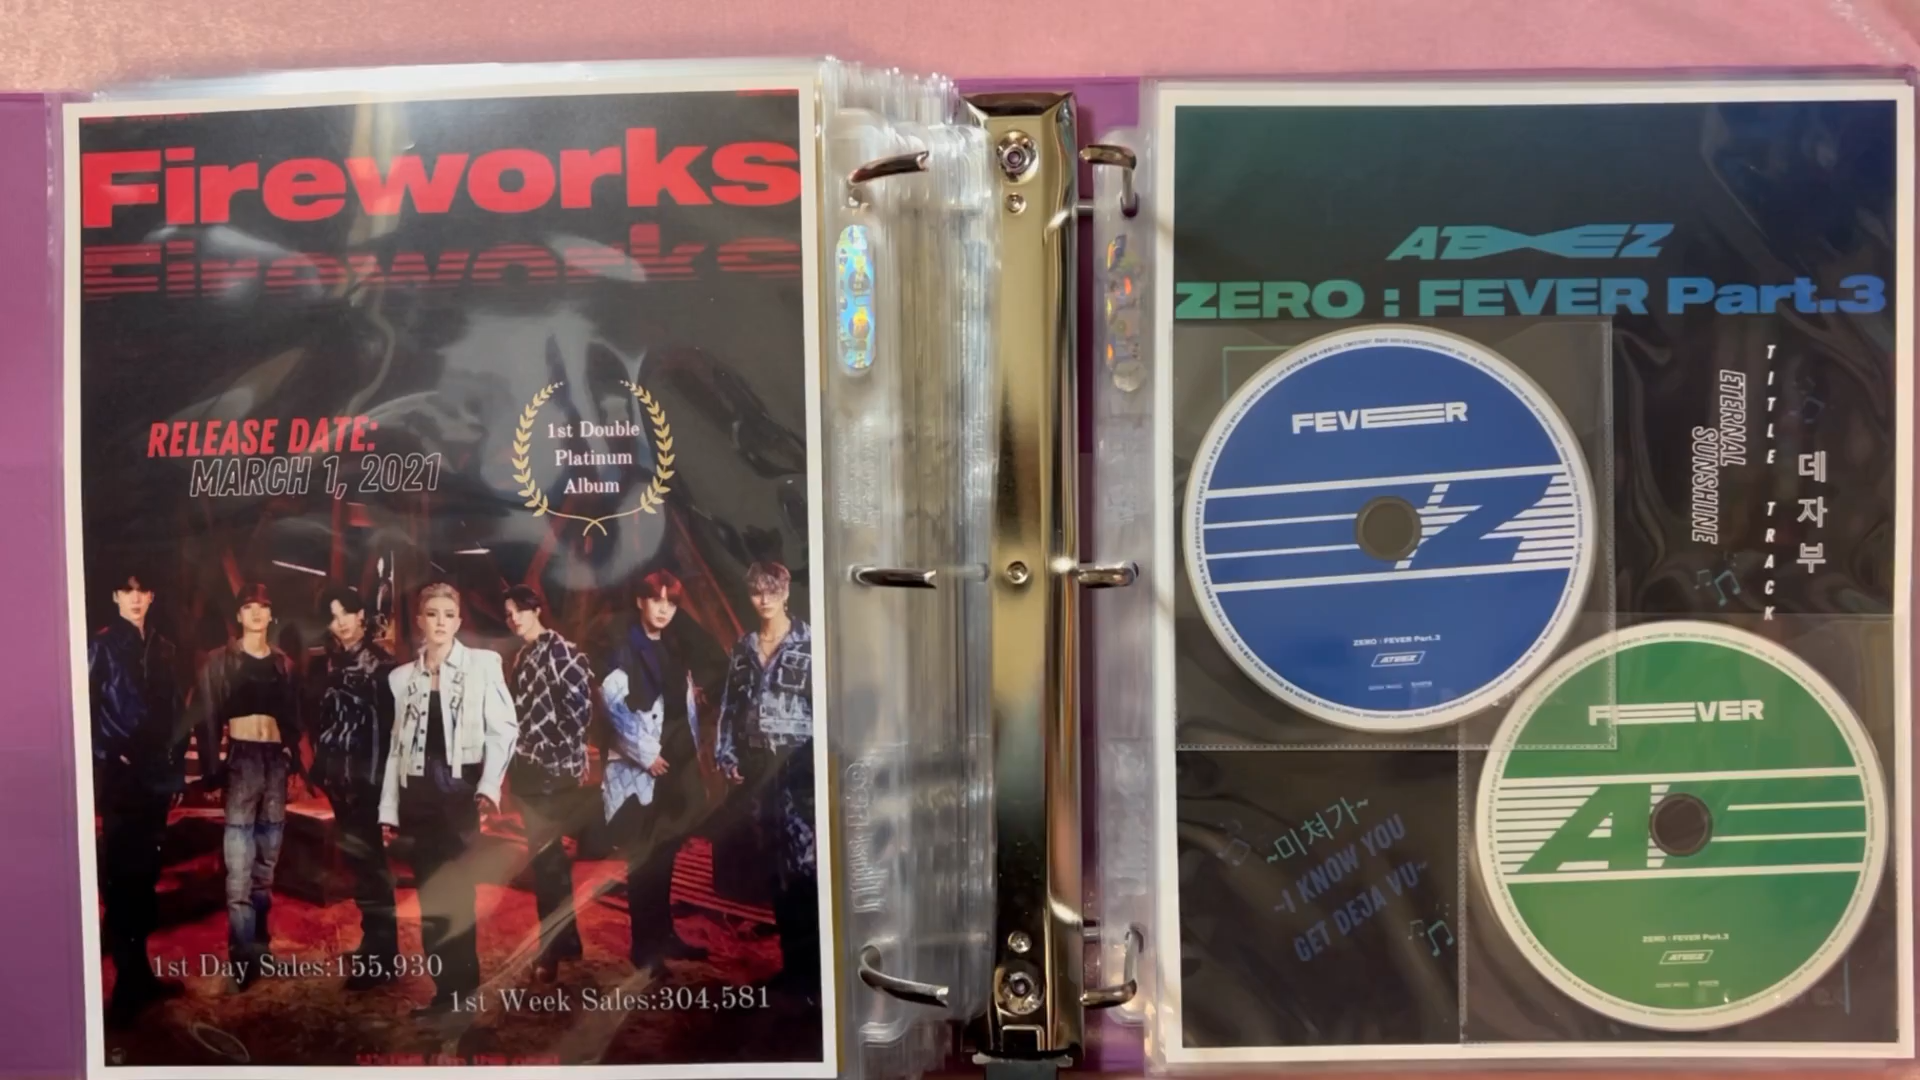 Fireworks
Fireworks
RELEASE DATE:
MARCH 1, 2021
1st Double
Platinum
Album
1st Day Sales:155,930
1st Week Sales:304,581
ATEEZ
ZERO : FEVER Part.3
FEVER
ZERO : FEVER Part.3
ATEEZ
TITLE TRACK
ETERNAL
SUNSHINE
데자부
FEVER
ZERO : FEVER Part.3
ATEEZ
~미쳐가~
~I KNOW YOU
GET DEJA VU~